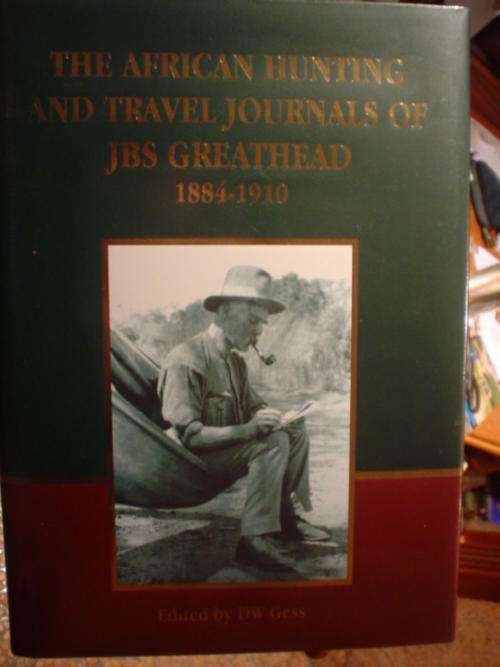 THE AFRICAN HUNTING
AND TRAVEL JOURNALS OF
JBS GREATHEAD
1884-1910
Edited by DW Gess